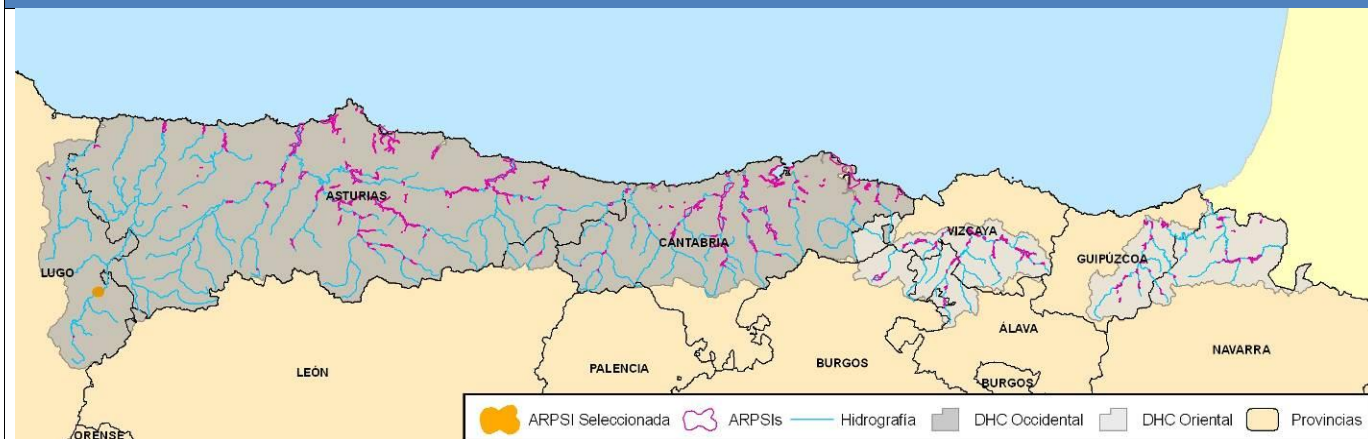 ASTURIAS
VIZCAYA
CANTABRIA
GUIPÚZCOA
LUGO
ÁLAVA
NAVARRA
LEÓN
PALENCIA
BURGOS
BURGOS
ORENSE
ARPSI Seleccionada ARPSIs Hidrografía DHC Occidental DHC Oriental Provincias